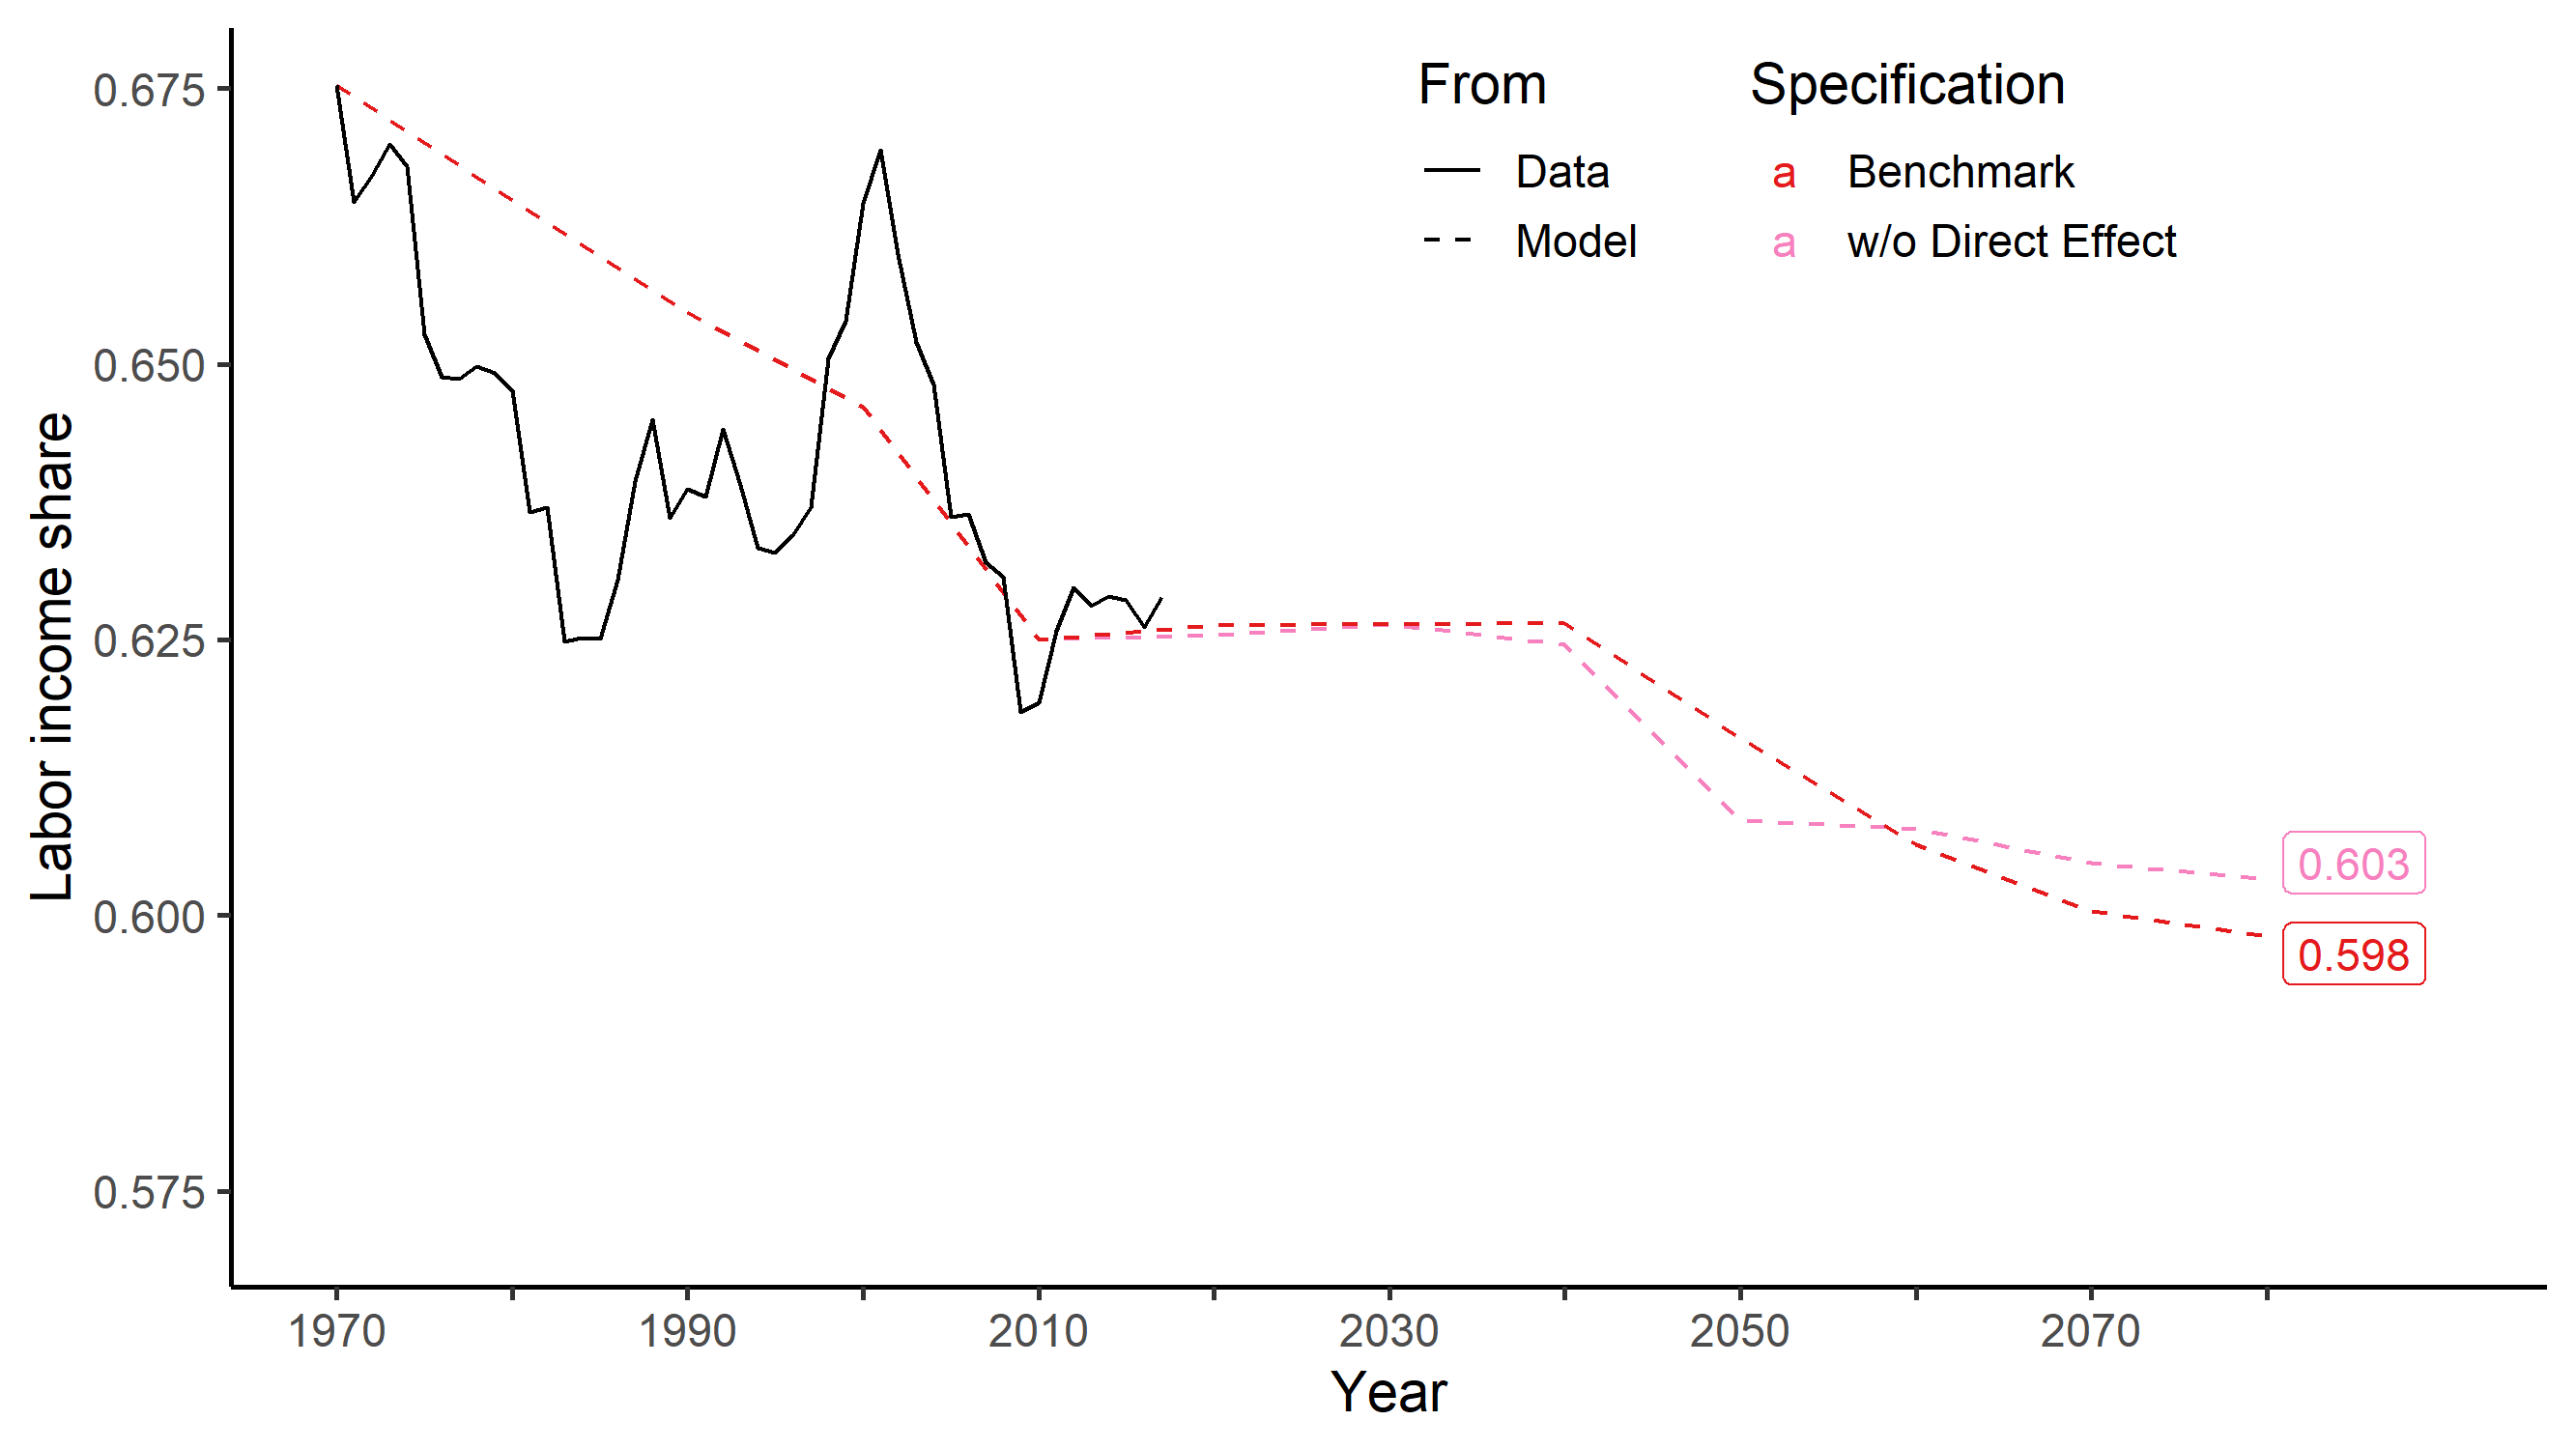 From
Data
Model
Specification
a Benchmark
a w/o Direct Effect
Labor income share
0.675
0.650
0.625
0.600
0.575
0.603
0.598
1970 1990 2010 2030 2050 2070
Year